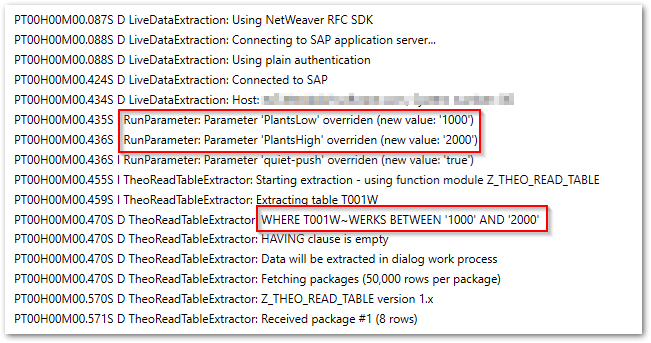 PT00H00M00.087S D LiveDataExtraction: Using NetWeaver RFC SDK
PT00H00M00.088S D LiveDataExtraction: Connecting to SAP application server...
PT00H00M00.088S D LiveDataExtraction: Using plain authentication
PT00H00M00.424S D LiveDataExtraction: Connected to SAP
PT00H00M00.434S D LiveDataExtraction: Host:
PT00H00M00.435S RunParameter: Parameter 'PlantsLow' overriden (new value: '1000')
PT00H00M00.436S RunParameter: Parameter 'PlantsHigh' overriden (new value: '2000')
PT00H00M00.436S I RunParameter: Parameter 'quiet-push' overriden (new value: 'true')
PT00H00M00.455S I TheoReadTableExtractor: Starting extraction - using function module Z_THEO_READ_TABLE
PT00H00M00.459S I TheoReadTableExtractor: Extracting table T001W
PT00H00M00.470S D TheoReadTableExtractor: WHERE T001W~WERKS BETWEEN '1000' AND '2000'
PT00H00M00.470S D TheoReadTableExtractor: HAVING clause is empty
PT00H00M00.470S D TheoReadTableExtractor: Data will be extracted in dialog work process
PT00H00M00.470S D TheoReadTableExtractor: Fetching packages (50,000 rows per package)
PT00H00M00.570S D TheoReadTableExtractor: Z_THEO_READ_TABLE version 1.x
PT00H00M00.571S D TheoReadTableExtractor: Received package #1 (8 rows)